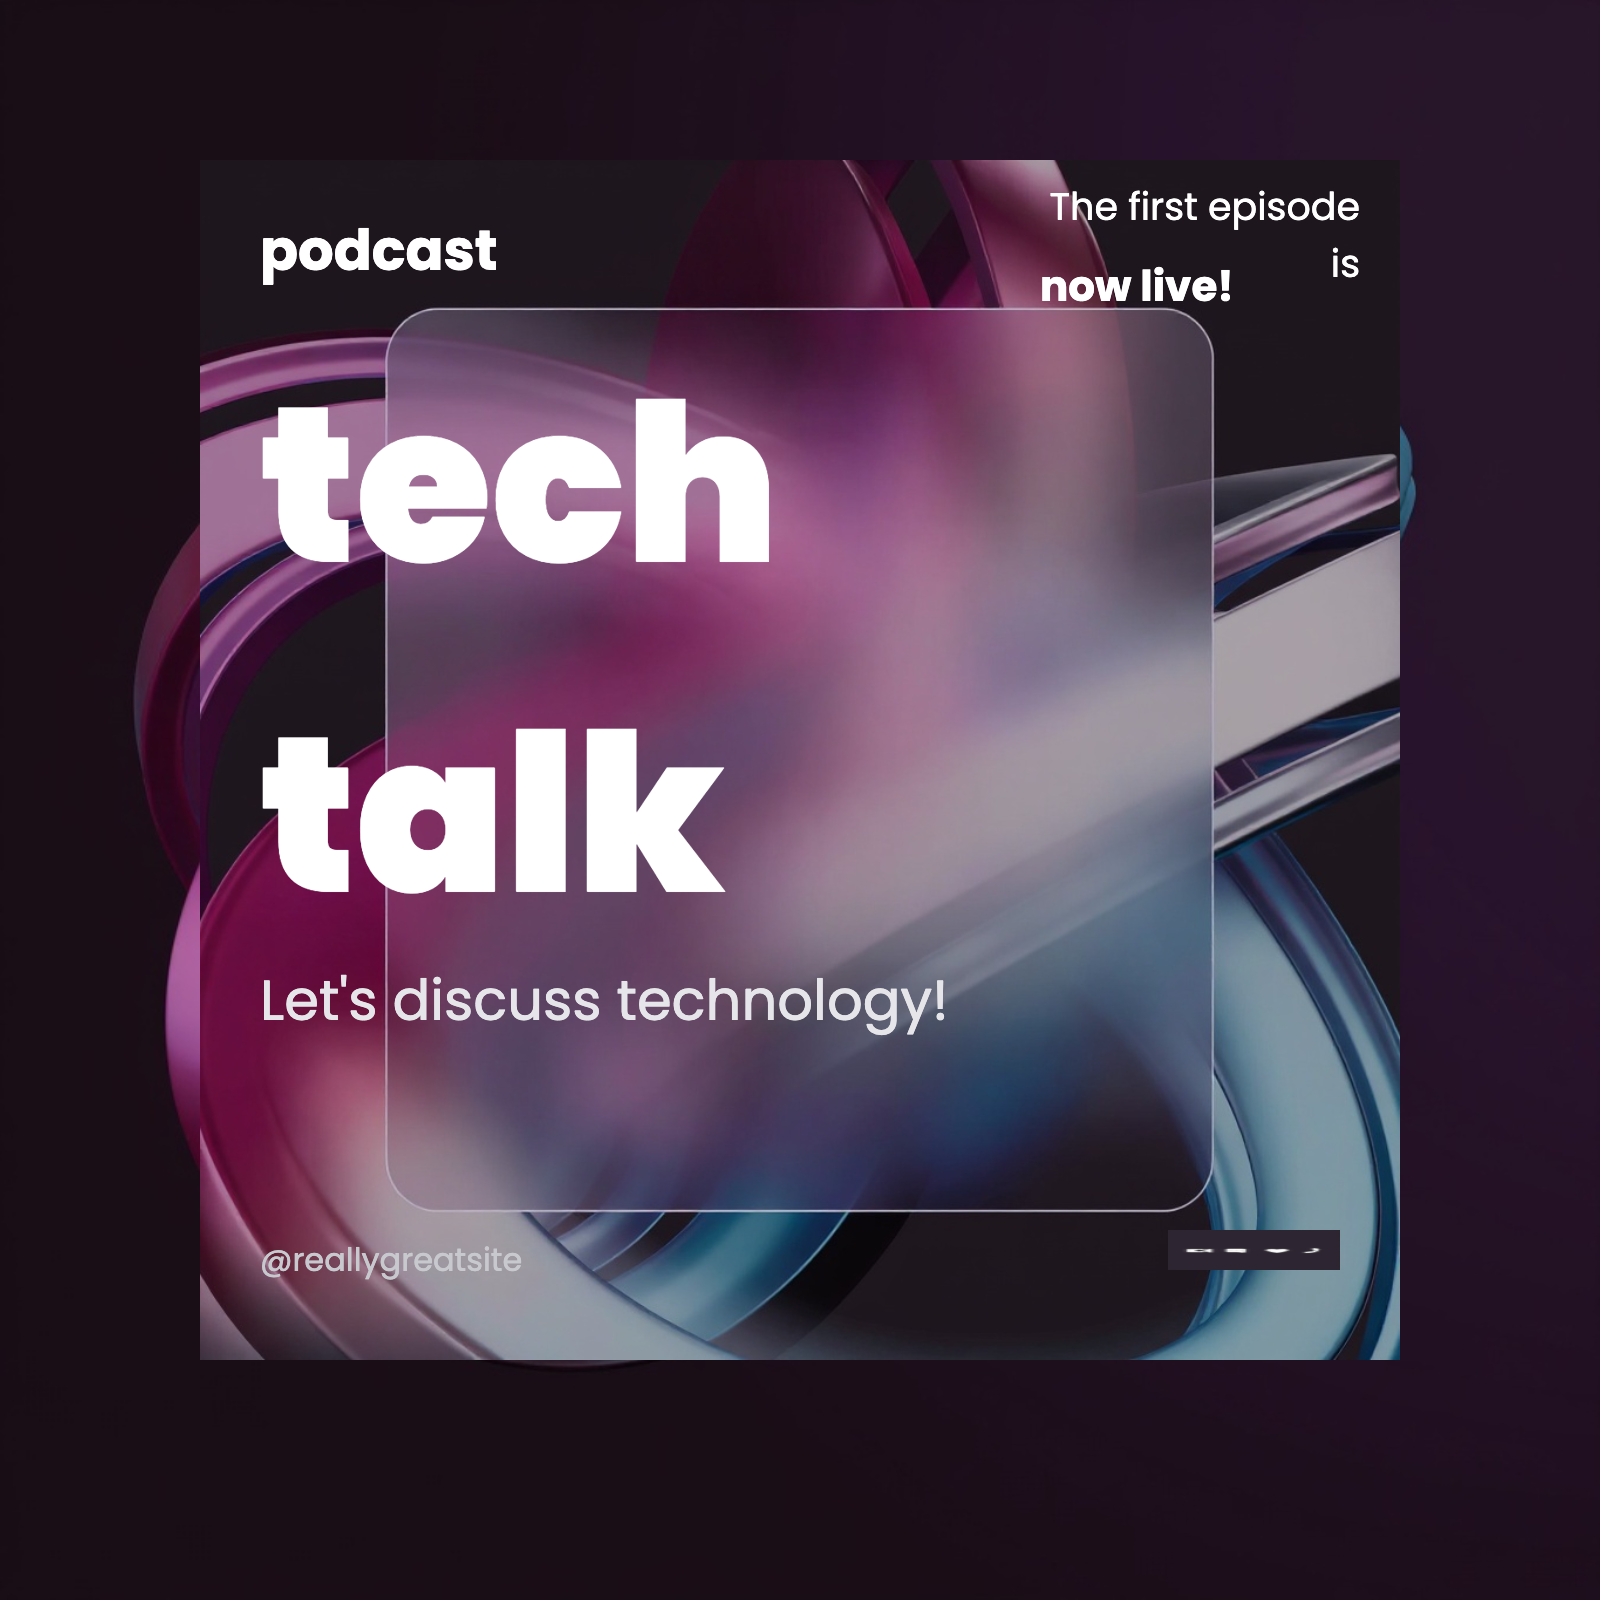 podcast
The first episode
is
now live!
tech
talk
Let's discuss technology!
@reallygreatsite